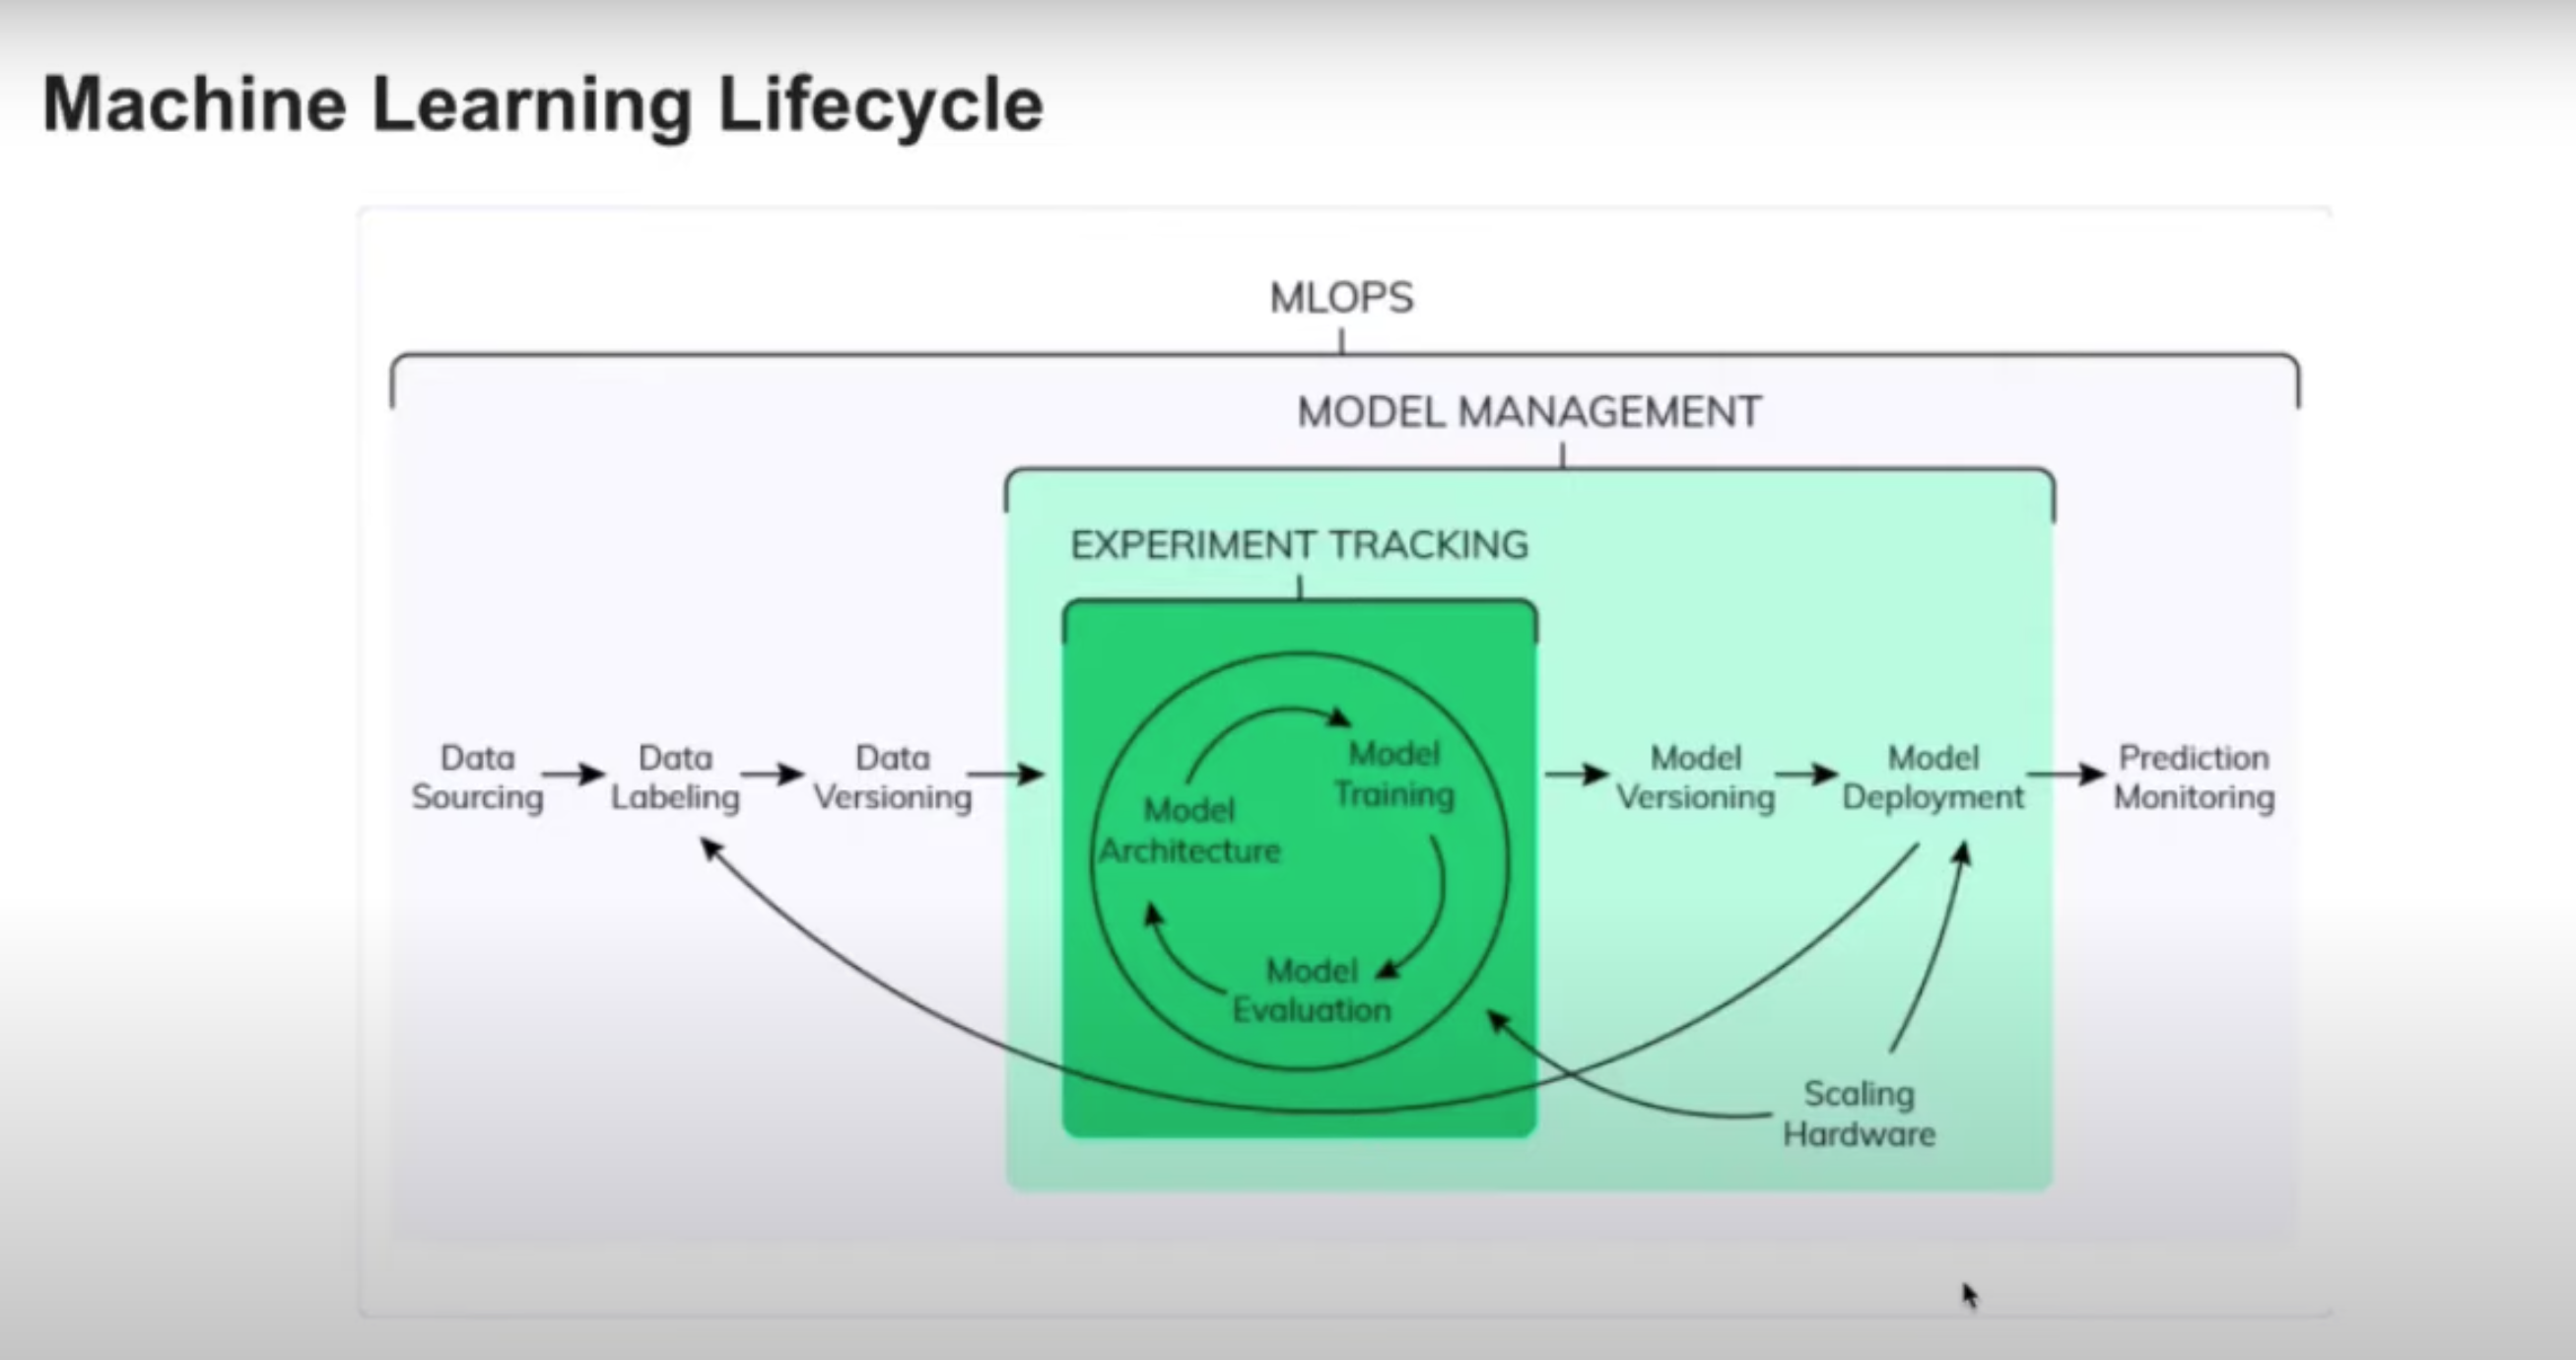 Machine Learning Lifecycle
MLOPS
MODEL MANAGEMENT
EXPERIMENT TRACKING
Data
Sourcing
Data
Labeling
Data
Versioning
Model
Architecture
Model
Training
Model
Evaluation
Model
Versioning
Model
Deployment
Prediction
Monitoring
Scaling
Hardware